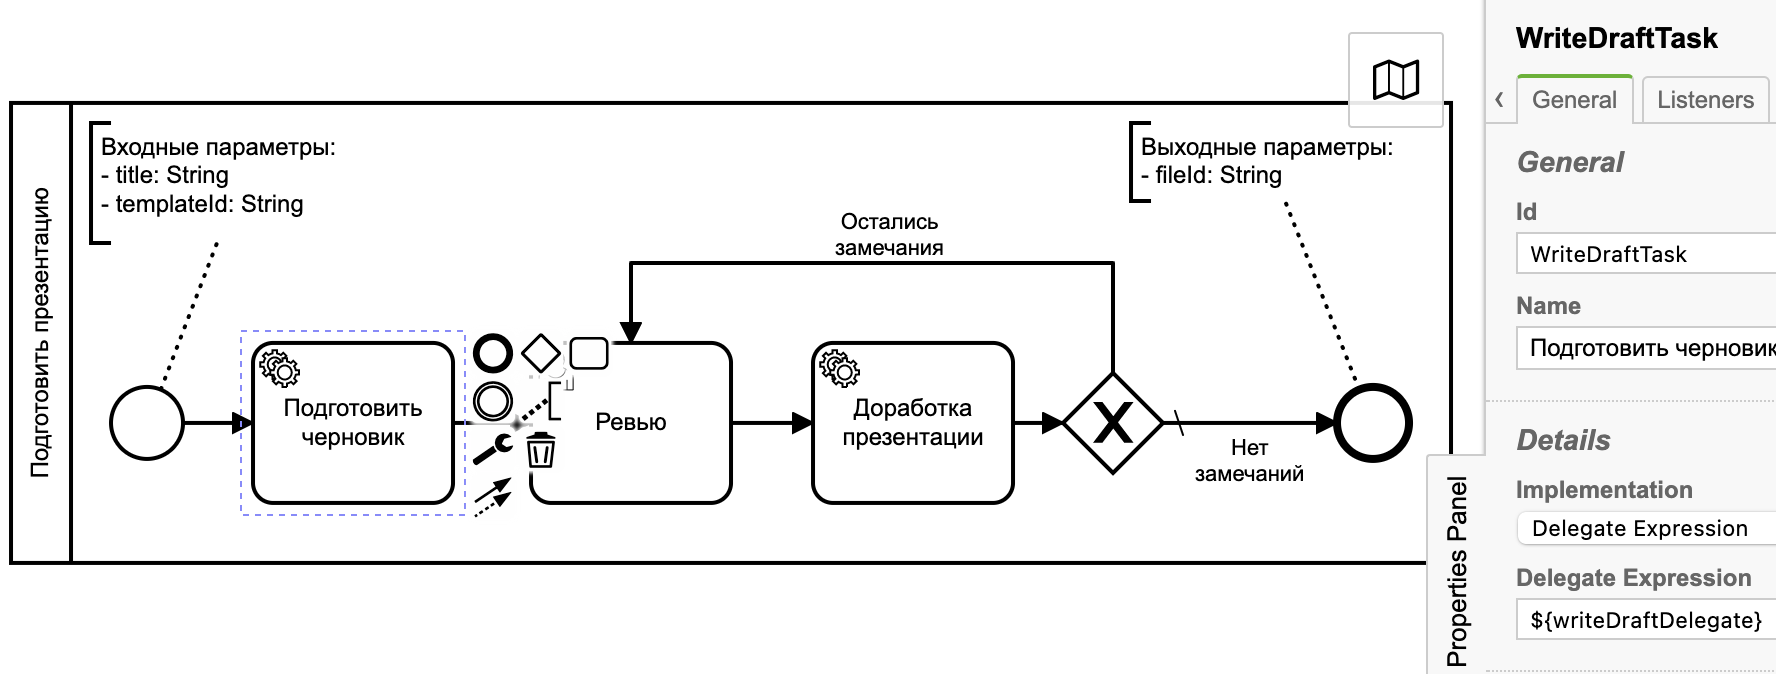 Подготовить презентацию
Входные параметры:
- title: String
- templateId: String
Выходные параметры:
- fileId: String
Остались
замечания
Подготовить
черновик
Ревью
Доработка
презентации
X
Нет
замечаний
Properties Panel
WriteDraftTask
General
Listeners
General
Id
WriteDraftTask
Name
Подготовить черновик
Details
Implementation
Delegate Expression
Delegate Expression
${writeDraftDelegate}